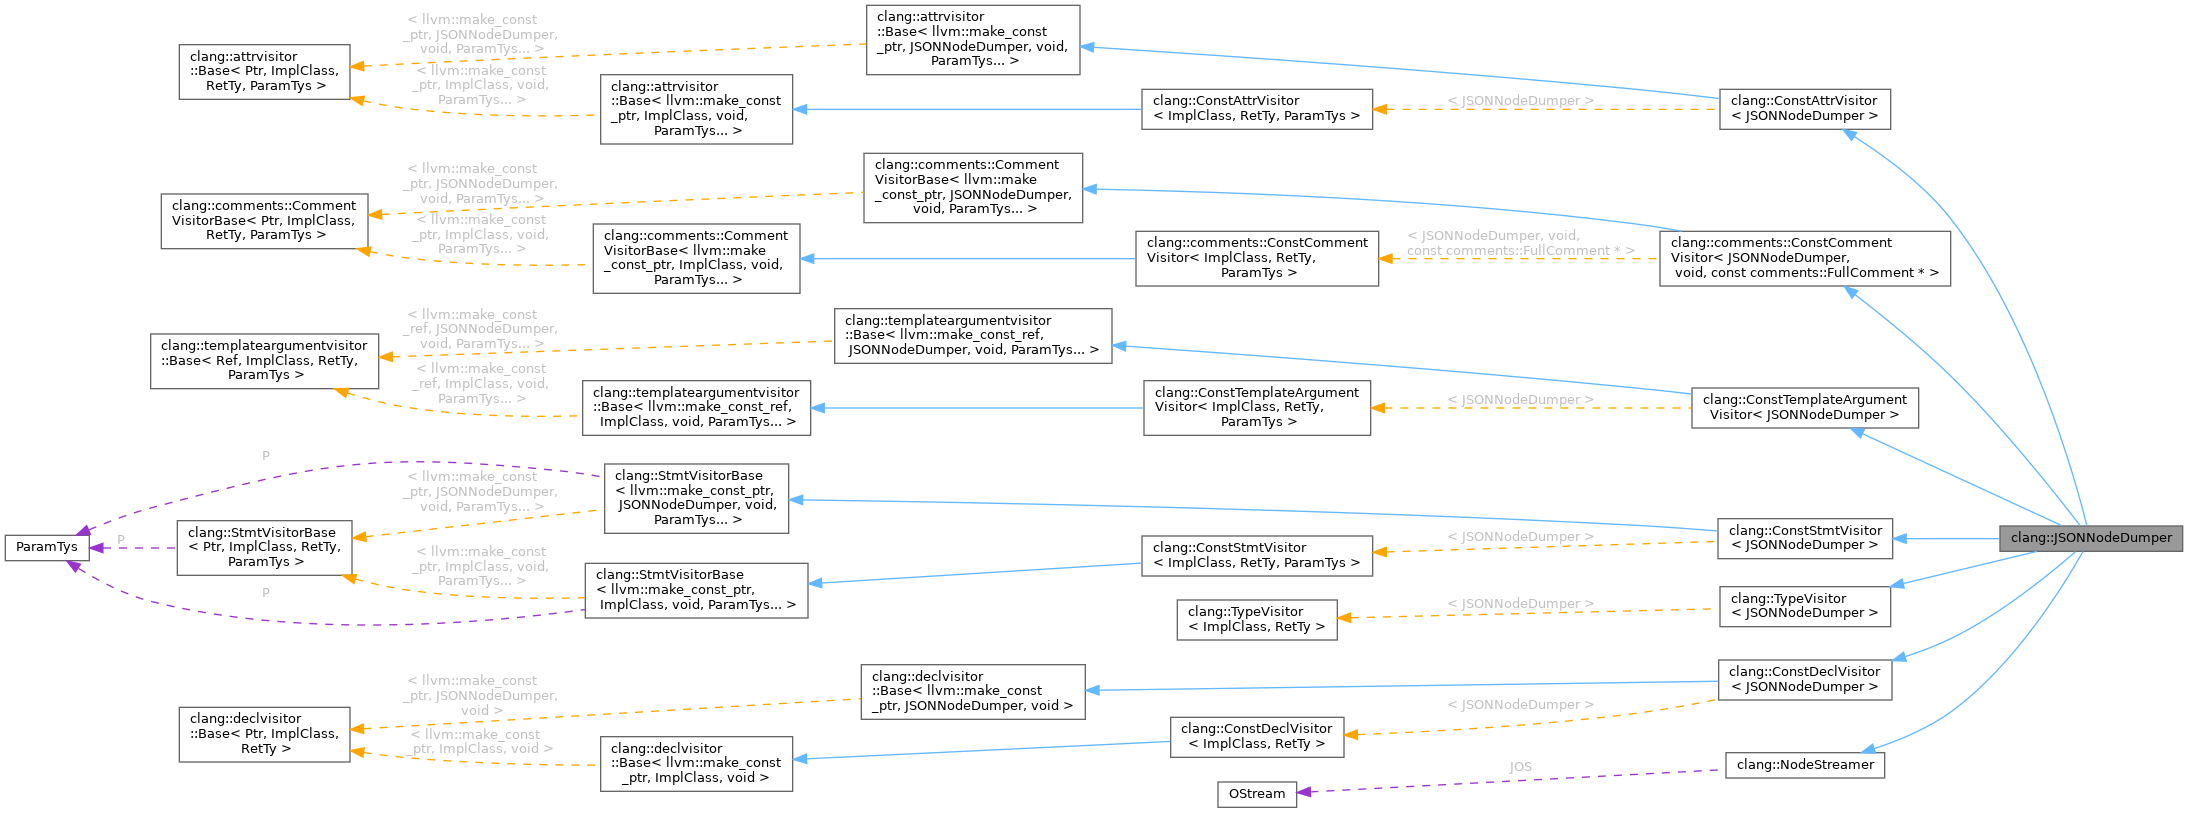 < llvm::make_const
_ptr, JSONNodeDumper,
void, ParamTys... >
clang::attrvisitor
::Base< llvm::make_const
_ptr, JSONNodeDumper, void,
ParamTys... >
clang::attrvisitor
::Base< Ptr, ImplClass,
RetTy, ParamTys >
< llvm::make_const
_ptr, ImplClass, void,
ParamTys... >
clang::attrvisitor
::Base< llvm::make_const
_ptr, ImplClass, void,
ParamTys... >
clang::ConstAttrVisitor
< ImplClass, RetTy, ParamTys >
< JSONNodeDumper >
clang::ConstAttrVisitor
< JSONNodeDumper >
< llvm::make_const
_ptr, JSONNodeDumper,
void, ParamTys... >
clang::comments::Comment
VisitorBase< llvm::make
_const_ptr, JSONNodeDumper,
void, ParamTys... >
clang::comments::Comment
VisitorBase< Ptr, ImplClass,
RetTy, ParamTys >
< llvm::make_const
_ptr, ImplClass, void,
ParamTys... >
clang::comments::Comment
VisitorBase< llvm::make
_const_ptr, ImplClass, void,
ParamTys... >
clang::comments::ConstComment
Visitor< ImplClass, RetTy,
ParamTys >
< JSONNodeDumper, void,
const comments::FullComment * >
clang::comments::ConstComment
Visitor< JSONNodeDumper,
void, const comments::FullComment * >
< llvm::make_const
_ref, JSONNodeDumper,
void, ParamTys... >
clang::templateargumentvisitor
::Base< llvm::make_const_ref,
JSONNodeDumper, void, ParamTys... >
clang::templateargumentvisitor
::Base< Ref, ImplClass, RetTy,
ParamTys >
< llvm::make_const
_ref, ImplClass, void,
ParamTys... >
clang::templateargumentvisitor
::Base< llvm::make_const_ref,
ImplClass, void, ParamTys... >
clang::ConstTemplateArgument
Visitor< ImplClass, RetTy,
ParamTys >
< JSONNodeDumper >
clang::ConstTemplateArgument
Visitor< JSONNodeDumper >
P
< llvm::make_const
_ptr, JSONNodeDumper,
void, ParamTys... >
clang::StmtVisitorBase
< llvm::make_const_ptr,
JSONNodeDumper, void,
ParamTys... >
ParamTys
P
clang::StmtVisitorBase
< Ptr, ImplClass, RetTy,
ParamTys >
< llvm::make_const
_ptr, ImplClass, void,
ParamTys... >
P
clang::StmtVisitorBase
< llvm::make_const_ptr,
ImplClass, void, ParamTys... >
clang::ConstStmtVisitor
< ImplClass, RetTy, ParamTys >
< JSONNodeDumper >
clang::ConstStmtVisitor
< JSONNodeDumper >
clang::JSONNodeDumper
clang::TypeVisitor
< ImplClass, RetTy >
< JSONNodeDumper >
clang::TypeVisitor
< JSONNodeDumper >
< llvm::make_const
_ptr, JSONNodeDumper,
void >
clang::declvisitor
::Base< llvm::make_const
_ptr, JSONNodeDumper, void >
clang::ConstDeclVisitor
< JSONNodeDumper >
clang::declvisitor
::Base< Ptr, ImplClass,
RetTy >
< llvm::make_const
_ptr, ImplClass, void >
clang::declvisitor
::Base< llvm::make_const
_ptr, ImplClass, void >
clang::ConstDeclVisitor
< ImplClass, RetTy >
< JSONNodeDumper >
OStream
JOS
clang::NodeStreamer